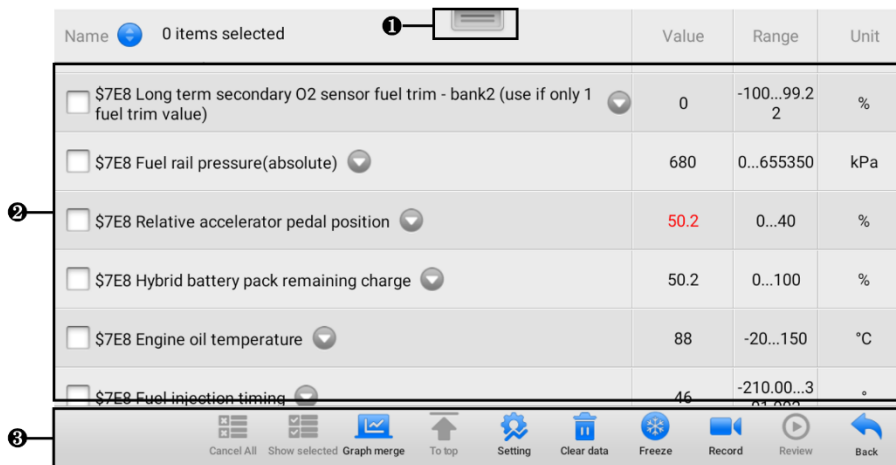 ❶
Name 0 items selected Value Range Unit
❷
$7E8 Long term secondary O2 sensor fuel trim - bank2 (use if only 1
fuel trim value)
0
-100...99.2
2
%
$7E8 Fuel rail pressure(absolute) 680 0...655350 kPa
$7E8 Relative accelerator pedal position 50.2 0...40 %
$7E8 Hybrid battery pack remaining charge 50.2 0...100 %
$7E8 Engine oil temperature 88 -20...150 °C
$7E8 Fuel injection timing 46 -210.00...3
°
❸
Cancel All Show selected Graph merge To top Setting Clear data Freeze Record Review Back